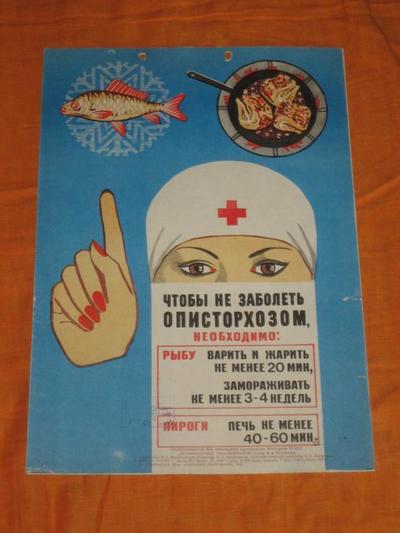 ЧТОБЫ НЕ ЗАБОЛЕТЬ
ОПИСТОРХОЗОМ,
НЕОБХОДИМО:
РЫБУ ВАРИТЬ И ЖАРИТЬ
НЕ МЕНЕЕ 20 МИН,
ЗАМОРАЖИВАТЬ
НЕ МЕНЕЕ 3-4 НЕДЕЛЬ
ПИРОГИ ПЕЧЬ НЕ МЕНЕЕ
40-60 МИН.